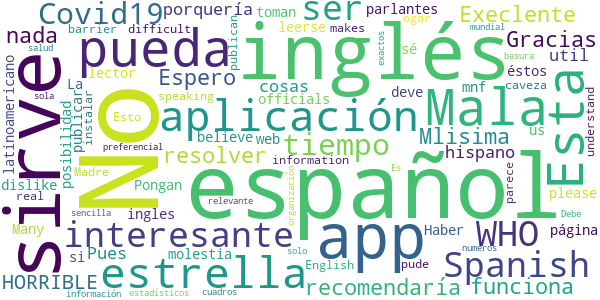 Covid19 porquería ser parlantes Execlente
nada barrier difficult toman ogar mundial
salud publican leerse makes exactos sé Gracias
latinoamericano La lector pueda inglés éstos util
sola Espero cosas deve mnf caveza basura
sirve No posibilidad publicar instalar Esto speaking officials aplicación Mala Esta
believe web tiempo Mlisima us understand
resolver information hispano
dislike Pongan preferencial español parece please
real Madre ingles organización Es
Many interesante app WHO Haber página
si Pues molestia solo Spanish Debe
HORRIBLE estrella English pude numeros funciona
sencilla relevante recomendaría
información estadísticos cuadros